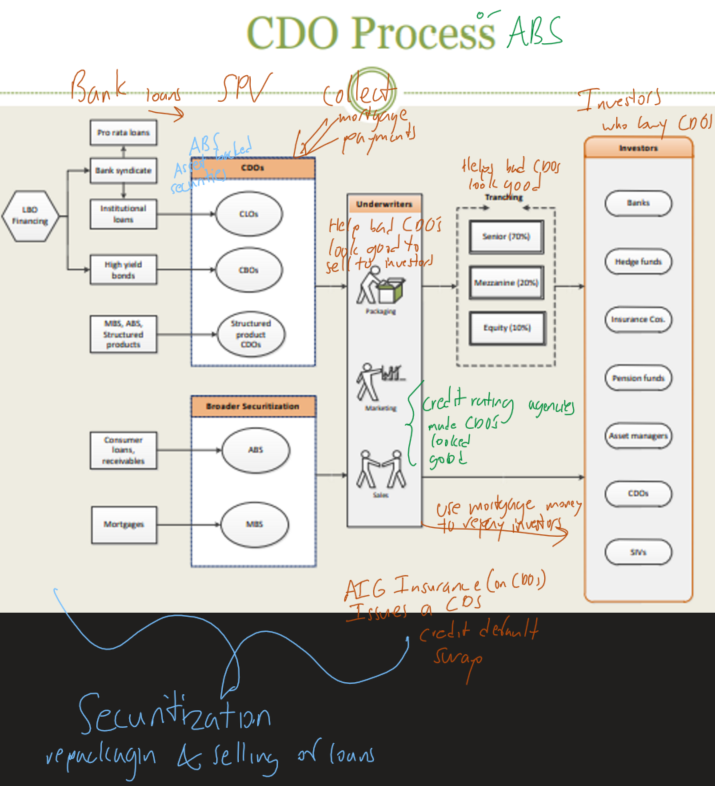 CDO Process
ABS
Bank loans
SPV
Collect
mortgage
payments
Investors
who buy CDOs
Pro rata loans
Bank syndicate
Institutional
loans
LBO
Financing
High yield
bonds
MBS, ABS,
Structured
products
ABS
Asset backed
securities
CDOs
CLOs
CBOs
Structured
product
CDOs
Broader Securitization
Consumer
loans,
receivables
ABS
Mortgages
MBS
Underwriters
Help bad CDO's
look good to
sell to investors
Packaging
Marketing
Sales
Helps bad CDOs
look good
Tranching
Senior (70%)
Mezzanine (20%)
Equity (10%)
credit rating agencies
made CDO's
looked
good
use mortgage money
to repay investors
Investors
Banks
Hedge funds
Insurance Cos.
Pension funds
Asset managers
CDOs
SIVs
AIG Insurance (on CDOs)
Issues a CDS
credit default
swap
Securitization
repackagin & selling of loans